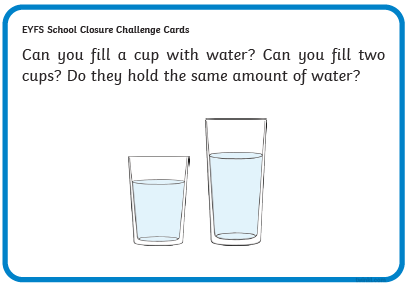 EYFS School Closure Challenge Cards
Can you fill a cup with water? Can you fill two
cups? Do they hold the same amount of water?